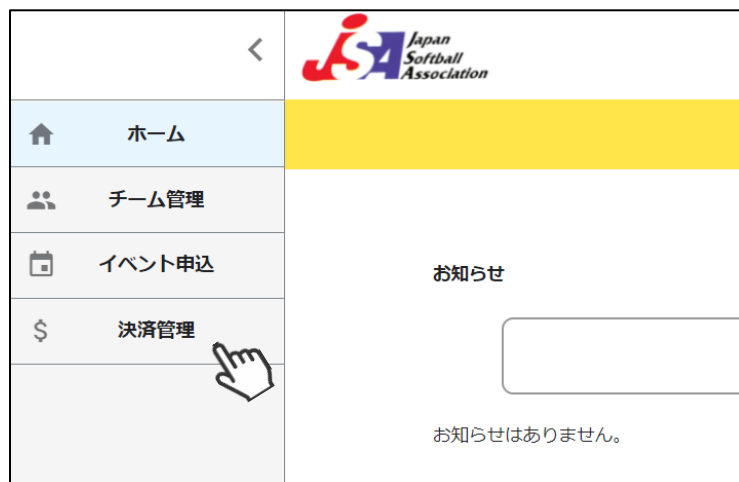 JSA
Japan
Softball
Association
ホーム
チーム管理
イベント申込
決済管理
お知らせ
お知らせはありません。